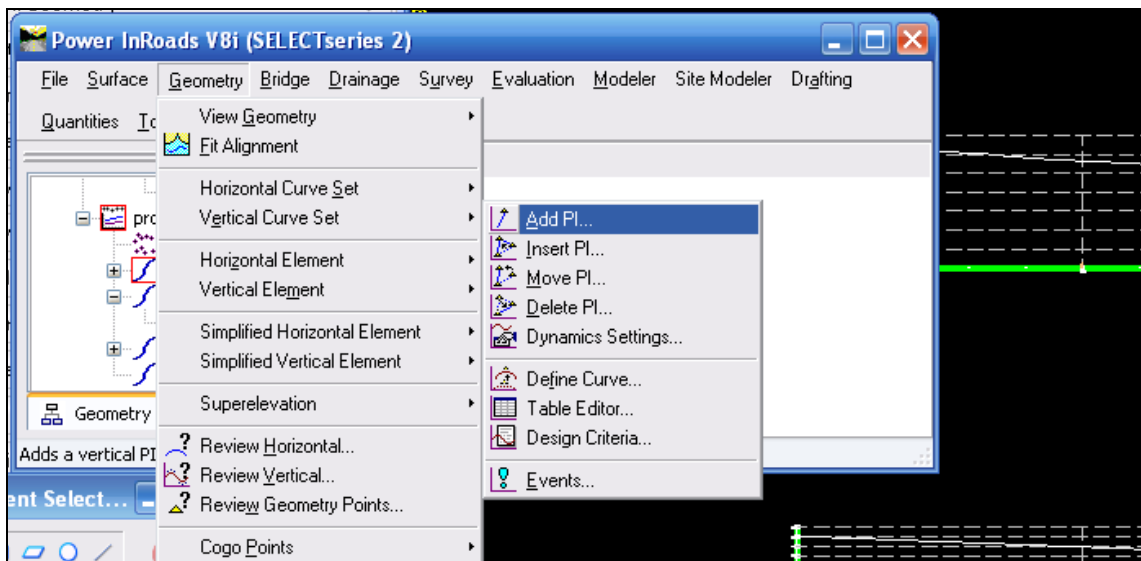 Power InRoads V8i (SELECTseries 2)
File Surface Geometry Bridge Drainage Survey Evaluation Modeler Site Modeler Drafting
Quantities
View Geometry
Fit Alignment
Horizontal Curve Set
Vertical Curve Set
Horizontal Element
Vertical Element
Simplified Horizontal Element
Simplified Vertical Element
Superelevation
Review Horizontal...
Review Vertical...
Review Geometry Points...
Cogo Points
Add PI...
Insert PI...
Move PI...
Delete PI...
Dynamics Settings...
Define Curve...
Table Editor...
Design Criteria...
Events...
pro
Geometry
Adds a vertical PI
ent Select...